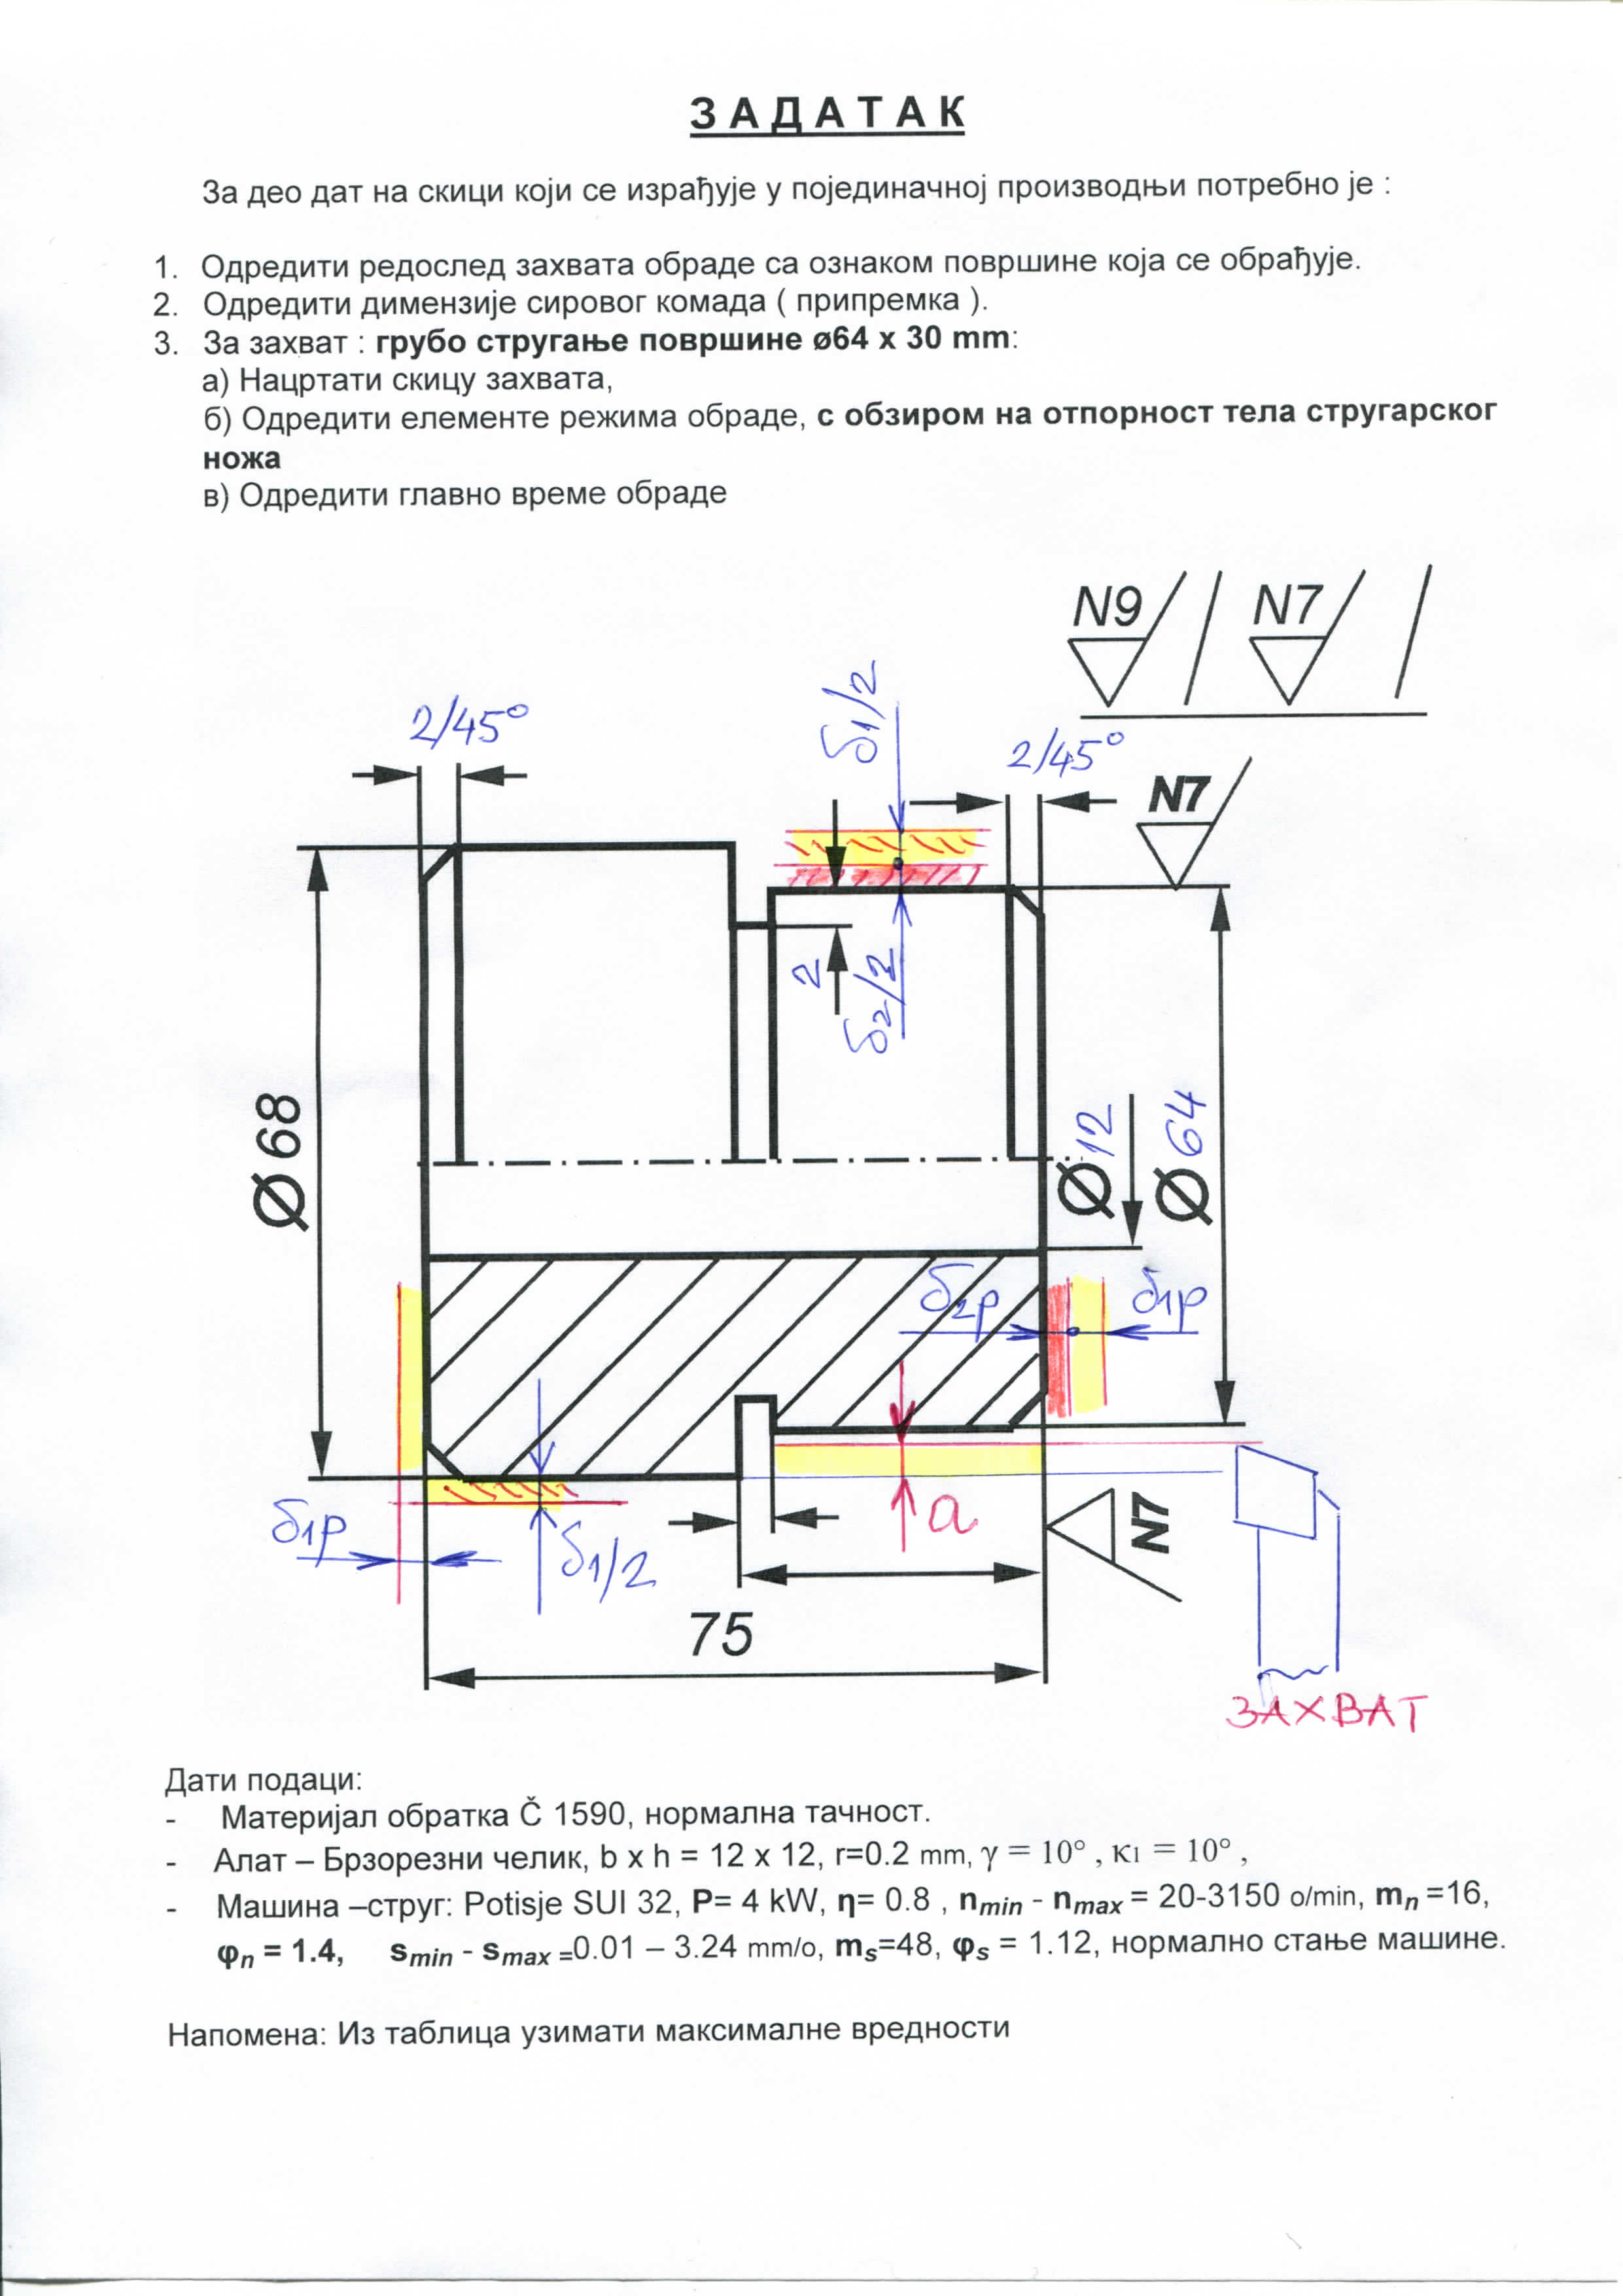 ЗАДАТАК
За део дат на скици који се израђује у појединачној производњи потребно је :
1. Одредити редослед захвата обраде са ознаком површине која се обрађује.
2. Одредити димензије сировог комада ( припремка ).
3. За захват : грубо стругање површине ø64 x 30 mm:
а) Нацртати скицу захвата,
б) Одредити елементе режима обраде, с обзиром на отпорност тела стругарског
ножа
в) Одредити главно време обраде
N9 N7
δ1/2
2/45°
2/45°
N7
2
δ2/2
Ø 68
Ø12
Ø 64
δ2p
δ1p
δ1p
δ1/2
a
N7
75
ЗАХВАТ
Дати подаци:
- Материјал обратка Č 1590, нормална тачност.
- Алат – Брзорезни челик, b x h = 12 x 12, r=0.2 mm, γ = 10° , κ1 = 10° ,
- Машина –струг: Potisje SUI 32, P= 4 kW, η= 0.8 , nmin - nmax = 20-3150 o/min, mn =16,
φn = 1.4, smin - smax =0.01 – 3.24 mm/o, ms=48, φs = 1.12, нормално стање машине.
Напомена: Из таблица узимати максималне вредности